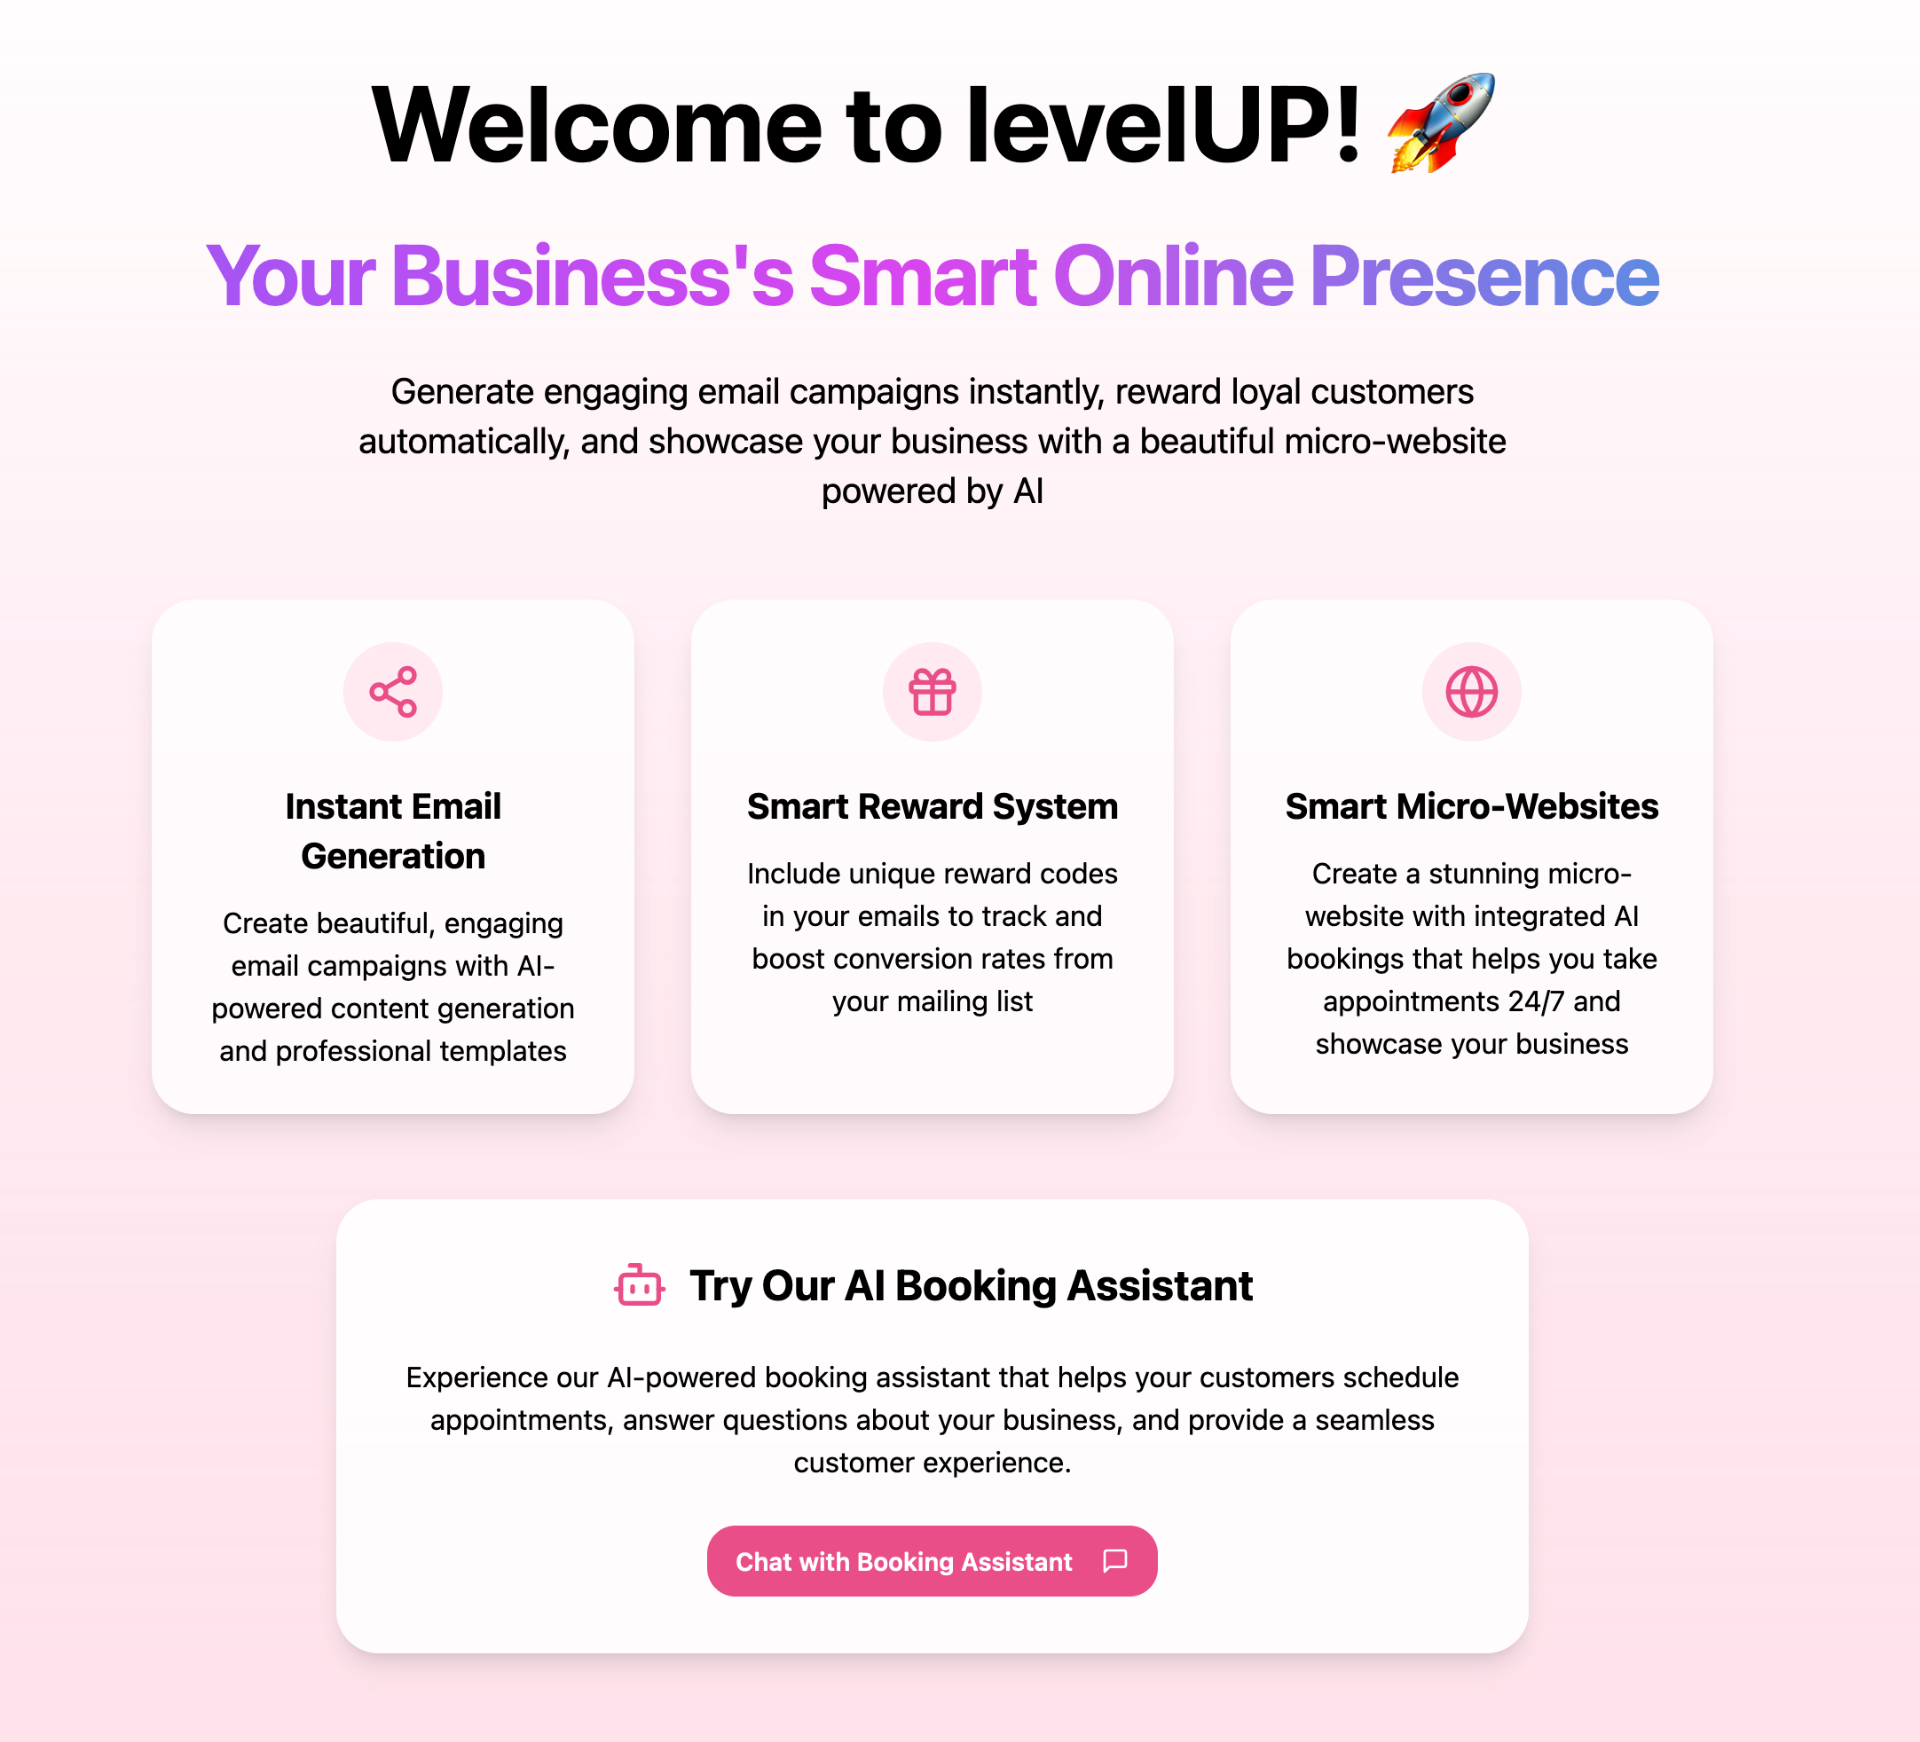 Welcome to levelUP! 🚀
Your Business's Smart Online Presence
Generate engaging email campaigns instantly, reward loyal customers
automatically, and showcase your business with a beautiful micro-website
powered by AI
Instant Email
Generation
Create beautiful, engaging
email campaigns with AI-
powered content generation
and professional templates
Smart Reward System
Include unique reward codes
in your emails to track and
boost conversion rates from
your mailing list
Smart Micro-Websites
Create a stunning micro-
website with integrated AI
bookings that helps you take
appointments 24/7 and
showcase your business
Try Our AI Booking Assistant
Experience our AI-powered booking assistant that helps your customers schedule
appointments, answer questions about your business, and provide a seamless
customer experience.
Chat with Booking Assistant